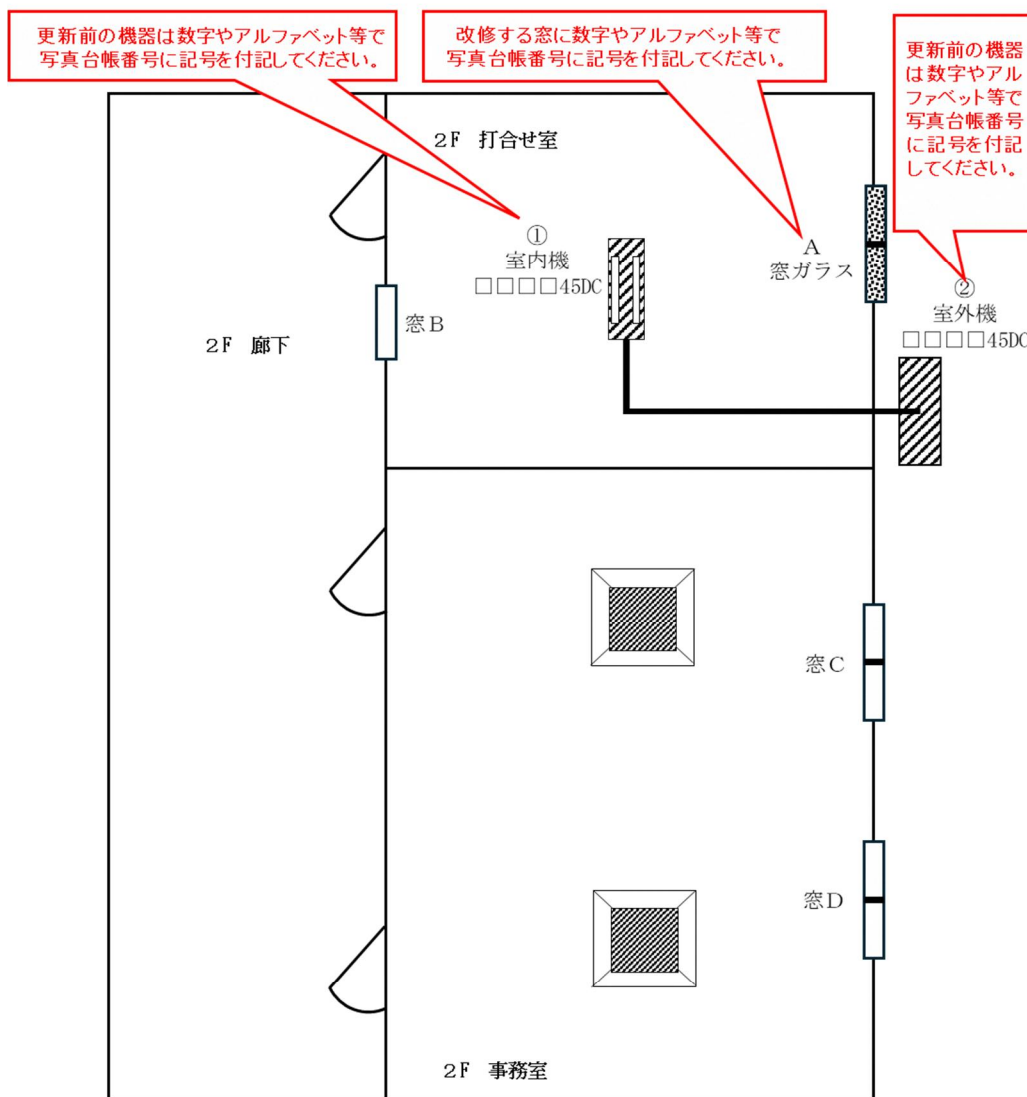 更新前の機器は数字やアルファベット等で
写真台帳番号に記号を付記してください。
改修する窓に数字やアルファベット等で
写真台帳番号に記号を付記してください。
更新前の機器
は数字やアル
ファベット等で
写真台帳番号
に記号を付記
してください。
2F 打合せ室
①
室内機
□□□□45DC
A
窓ガラス
②
室外機
□□□□45DC
窓B
2F 廊下
窓C
窓D
2F 事務室